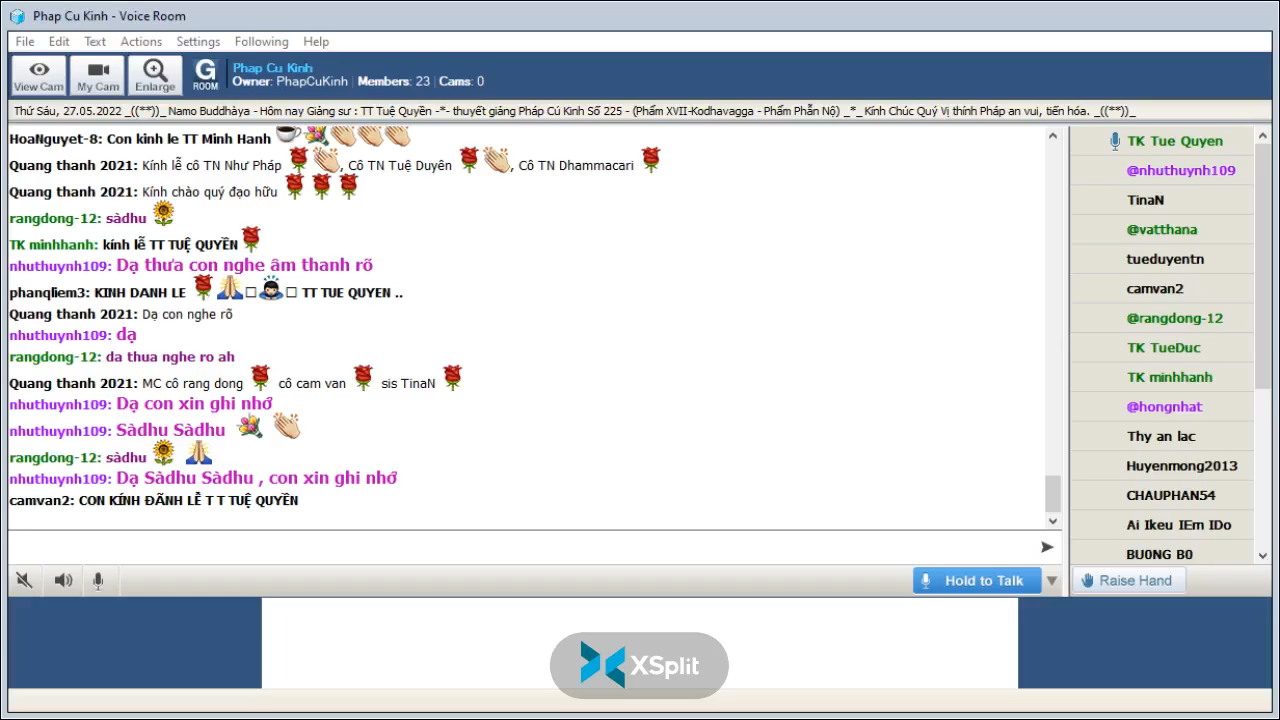 Phap Cu Kinh - Voice Room
File Edit Text Actions Settings Following Help
View Cam
My Cam
Enlarge
G
ROOM
Phap Cu Kinh
Owner: PhapCuKinh | Members: 23 | Cams: 0
Thứ Sáu, 27.05.2022 _((**))_ Namo Buddhàya - Hôm nay Giảng sư : TT Tuệ Quyền -*- thuyết giảng Pháp Cú Kinh Số 225 - (Phẩm XVII-Kodhavagga - Phẩm Phẫn Nộ) _*_ Kính Chúc Quý Vị thính Pháp an vui, tiến hóa. _((**))_
HoaNguyet-8: Con kinh le TT Minh Hanh
Quang thanh 2021: Kính lễ cô TN Như Pháp , Cô TN Tuệ Duyên , Cô TN Dhammacari
Quang thanh 2021: Kính chào quý đạo hữu
rangdong-12: sàdhu
TK minhhanh: kính lễ TT TUỆ QUYỀN
nhuthuynh109: Dạ thưa con nghe âm thanh rõ
phanqliem3: KINH DANH LE TT TUE QUYEN ..
Quang thanh 2021: Dạ con nghe rõ
nhuthuynh109: dạ
rangdong-12: da thua nghe ro ah
Quang thanh 2021: MC cô rang dong cô cam van sis TinaN
nhuthuynh109: Dạ con xin ghi nhớ
nhuthuynh109: Sàdhu Sàdhu
rangdong-12: sàdhu
nhuthuynh109: Dạ Sàdhu Sàdhu , con xin ghi nhớ
camvan2: CON KÍNH ĐÃNH LỄ T T TUỆ QUYỀN
TK Tue Quyen
@nhuthuynh109
TinaN
@vatthana
tueduyentn
camvan2
@rangdong-12
TK TueDuc
TK minhhanh
@hongnhat
Thy an lac
Huyenmong2013
CHAUPHAN54
Ai Ikeu IEm IDo
BU0NG B0
Hold to Talk
Raise Hand
XSplit